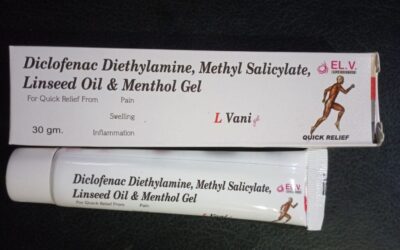 Diclofenac Diethylamine, Methyl Salicylate,
Linseed Oil & Menthol Gel
For Quick Relief From Pain
Swelling
Inflammation
30 gm.
L Vani gel
EL.V.
QUICK RELIEF
Diclofenac Diethylamine, Methyl Salicylate,
Linseed Oil & Menthol Gel
For Quick Relief From Pain